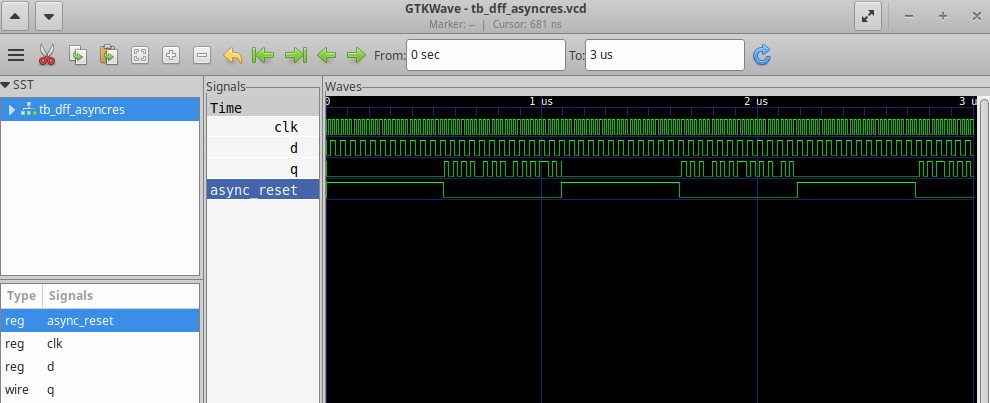 GTKWave - tb_dff_asyncres.vcd
Marker: -- | Cursor: 681 ns
From: 0 sec To: 3 us
SST
tb_dff_asyncres
Type Signals
reg async_reset
reg clk
reg d
wire q
Signals
Time
clk
d
q
async_reset
Waves
0 1 us 2 us 3 u